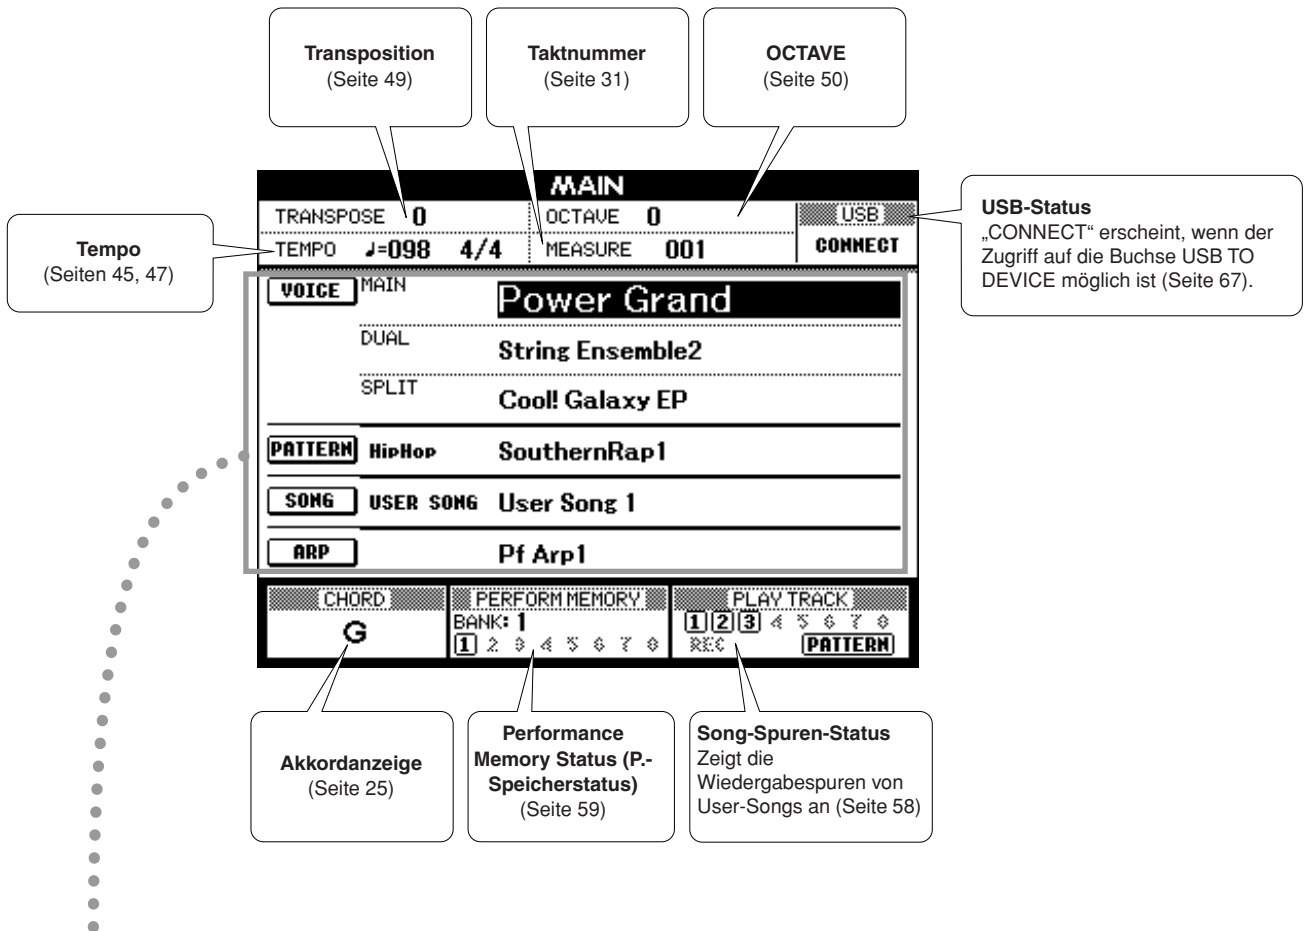 Transposition
(Seite 49)
Taktnummer
(Seite 31)
OCTAVE
(Seite 50)
MAIN
TRANSPOSE 0
OCTAVE 0
USB
TEMPO ♩=098 4/4
MEASURE 001
CONNECT
Tempo
(Seiten 45, 47)
USB-Status
„CONNECT“ erscheint, wenn der
Zugriff auf die Buchse USB TO
DEVICE möglich ist (Seite 67).
VOICE MAIN Power Grand
DUAL String Ensemble2
SPLIT Cool! Galaxy EP
PATTERN HipHop SouthernRap1
SONG USER SONG User Song 1
ARP Pf Arp1
CHORD
G
PERFORM MEMORY
BANK: 1
1 2 3 4 5 6 7 8
PLAY TRACK
1 2 3 4 5 6 7 8
REC PATTERN
Akkordanzeige
(Seite 25)
Performance
Memory Status (P.-
Speicherstatus)
(Seite 59)
Song-Spuren-Status
Zeigt die
Wiedergabespuren von
User-Songs an (Seite 58)